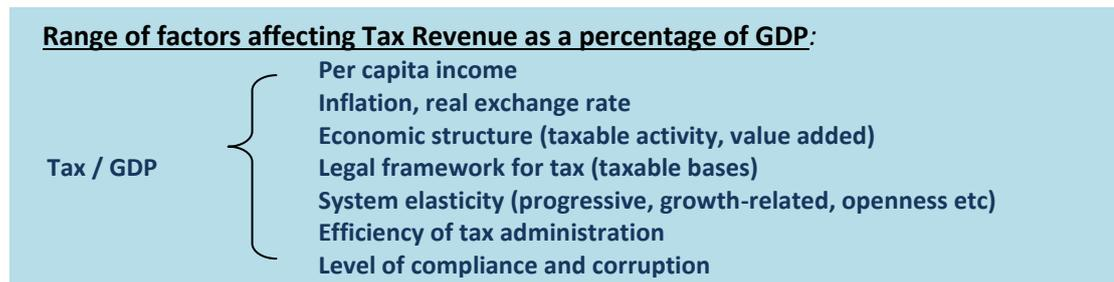 Range of factors affecting Tax Revenue as a percentage of GDP:
Per capita income
Inflation, real exchange rate
Economic structure (taxable activity, value added)
Tax / GDP
Legal framework for tax (taxable bases)
System elasticity (progressive, growth-related, openness etc)
Efficiency of tax administration
Level of compliance and corruption